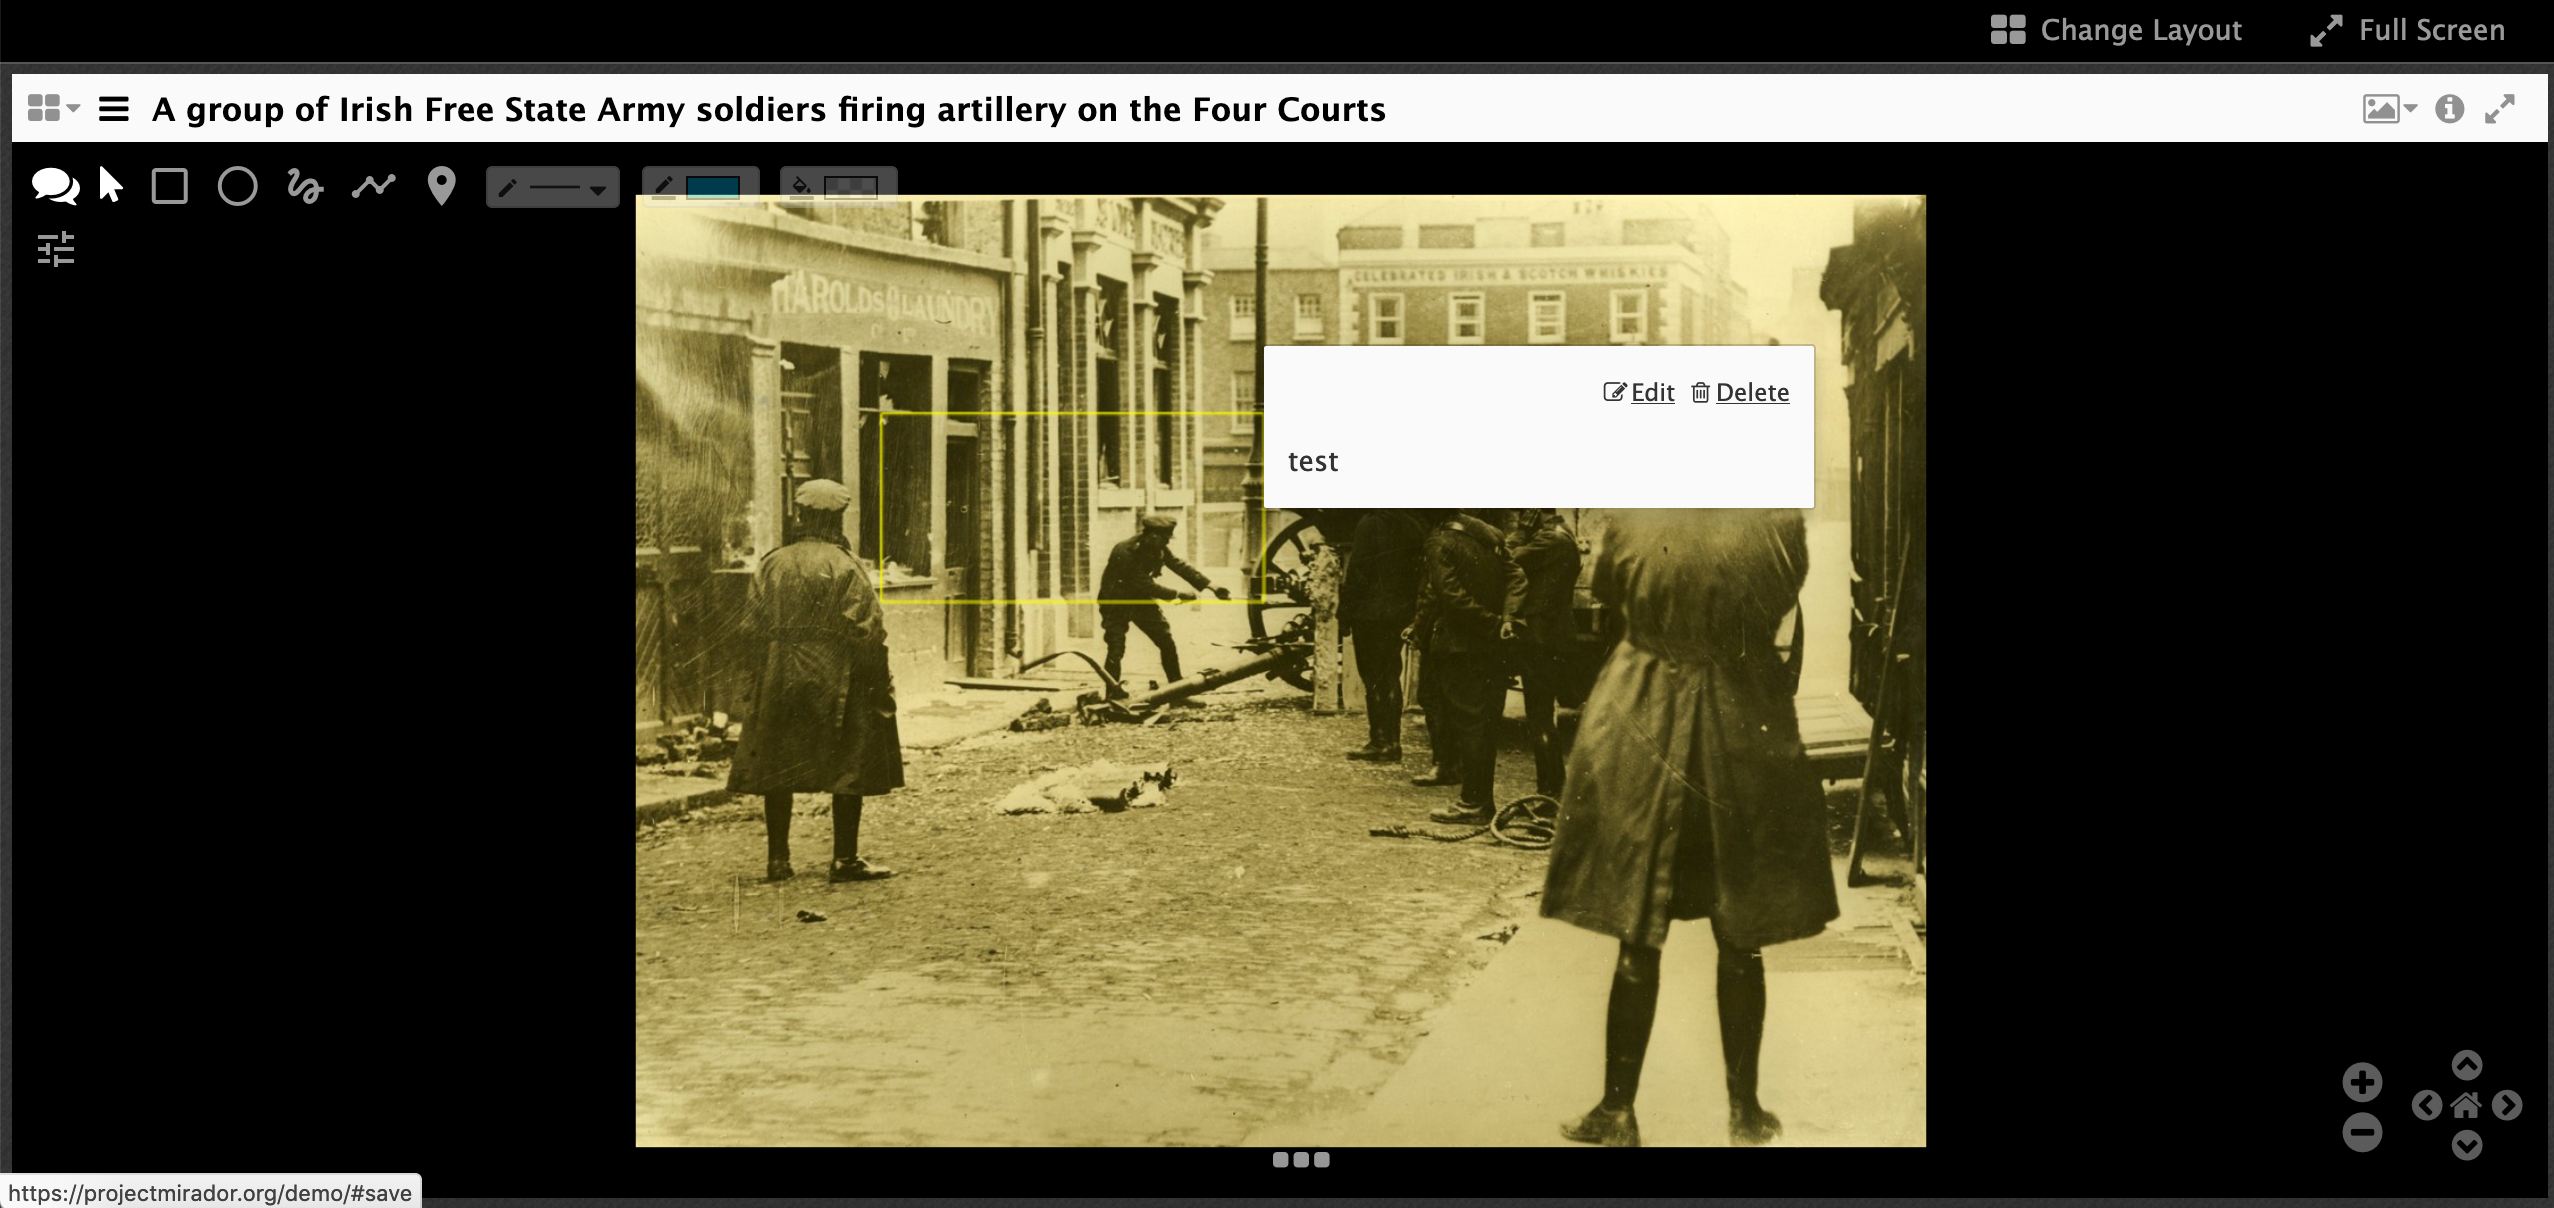 Change Layout
Full Screen
A group of Irish Free State Army soldiers firing artillery on the Four Courts
HAROLDS LAUNDRY
CELEBRATED IRISH & SCOTCH WHISKIES
Edit
Delete
test
https://projectmirador.org/demo/#save